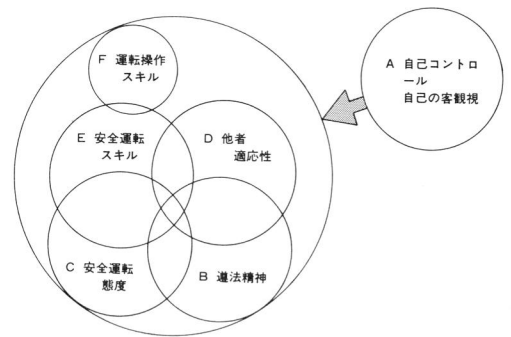 F 運転操作
スキル
A 自己コントロ
ール
自己の客観視
E 安全運転
スキル
D 他者
適応性
C 安全運転
態度
B 遵法精神